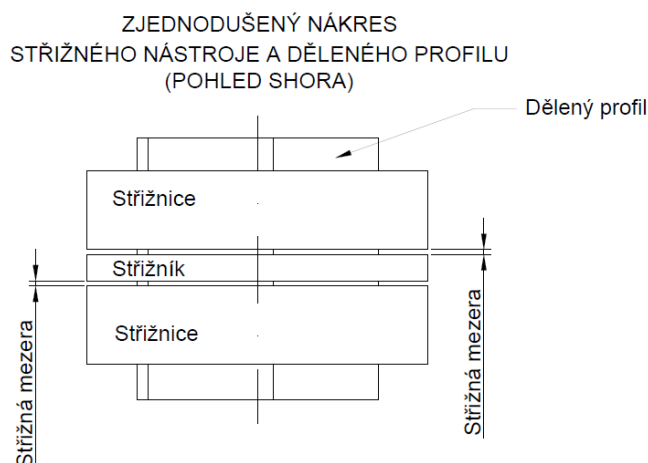 ZJEDNODUŠENÝ NÁKRES
STŘIŽNÉHO NÁSTROJE A DĚLENÉHO PROFILU
(POHLED SHORA)
Dělený profil
Střižnice
Střižník
Střižnice
Střižná mezera
Střižná mezera